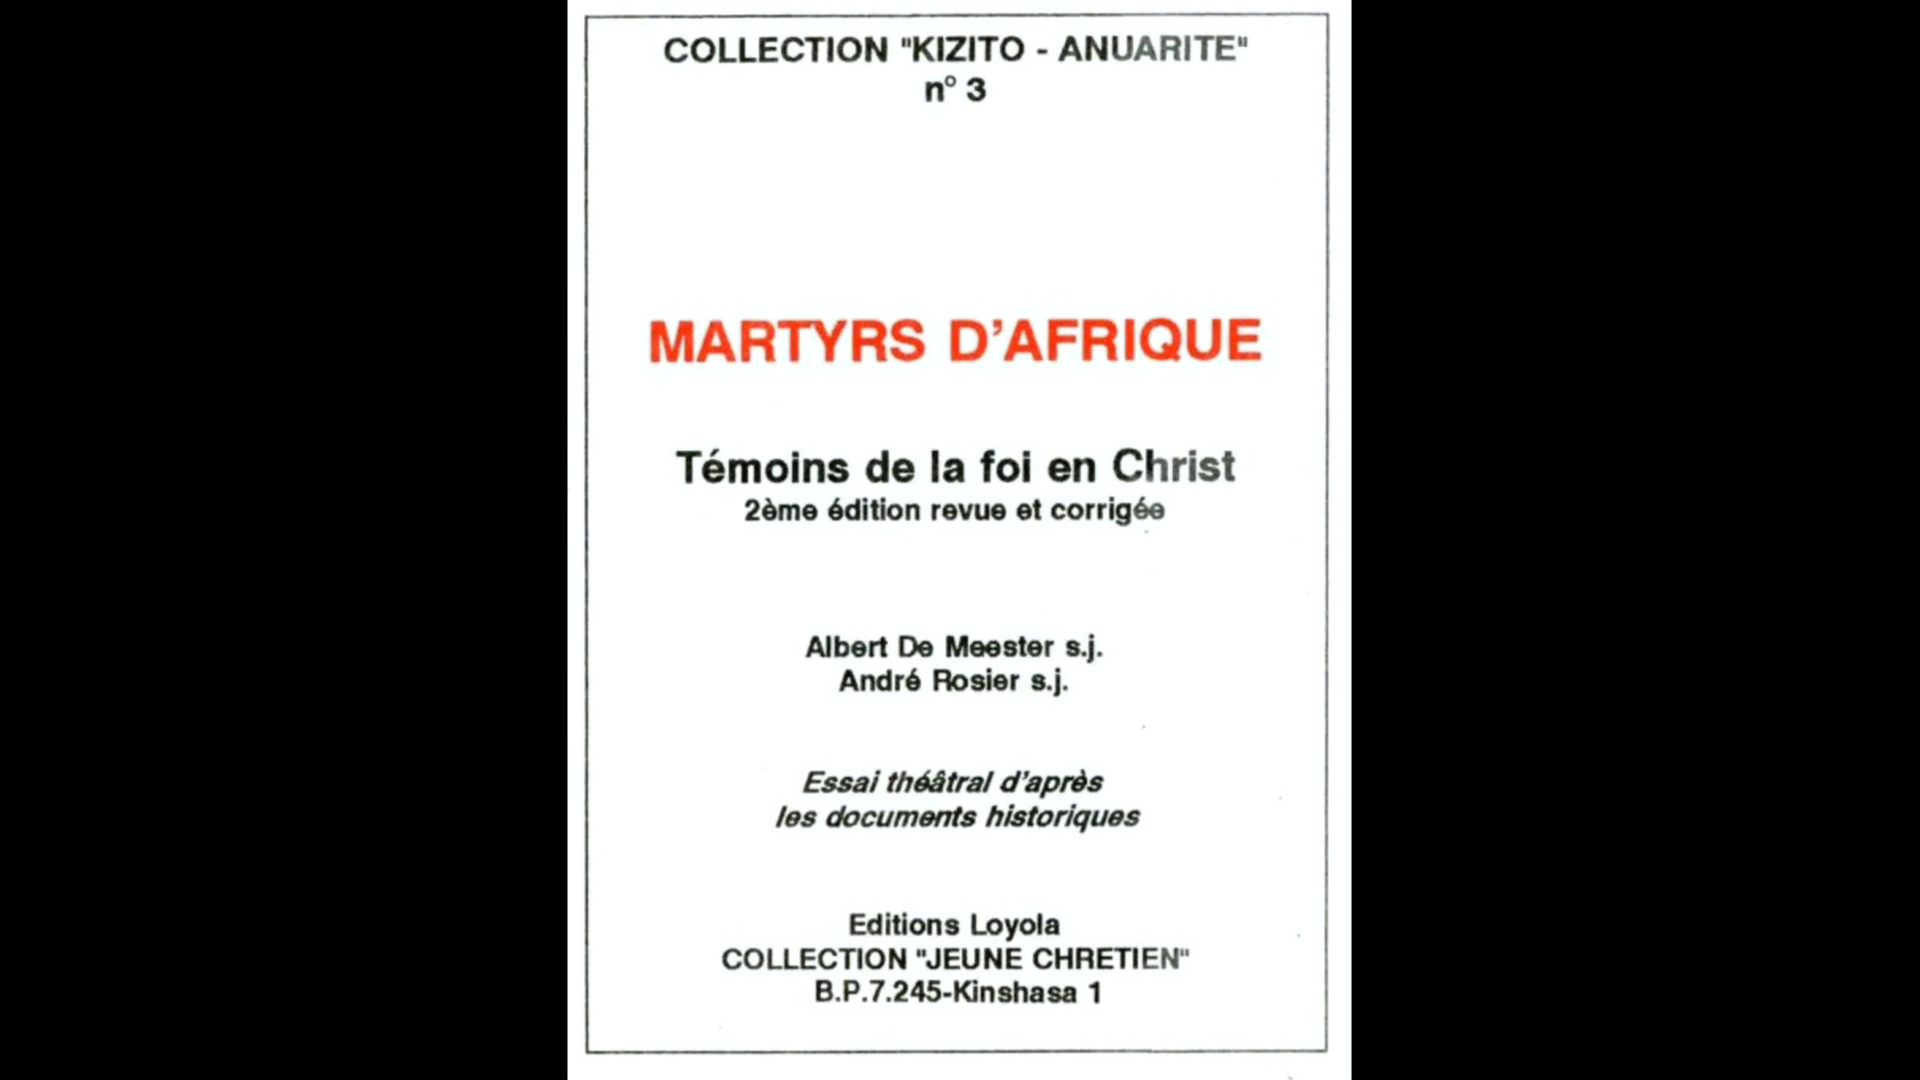 COLLECTION "KIZITO - ANUARITE"
n° 3
MARTYRS D'AFRIQUE
Témoins de la foi en Christ
2ème édition revue et corrigée
Albert De Meester s.j.
André Rosier s.j.
Essai théâtral d'après
les documents historiques
Editions Loyola
COLLECTION "JEUNE CHRETIEN"
B.P.7.245-Kinshasa 1